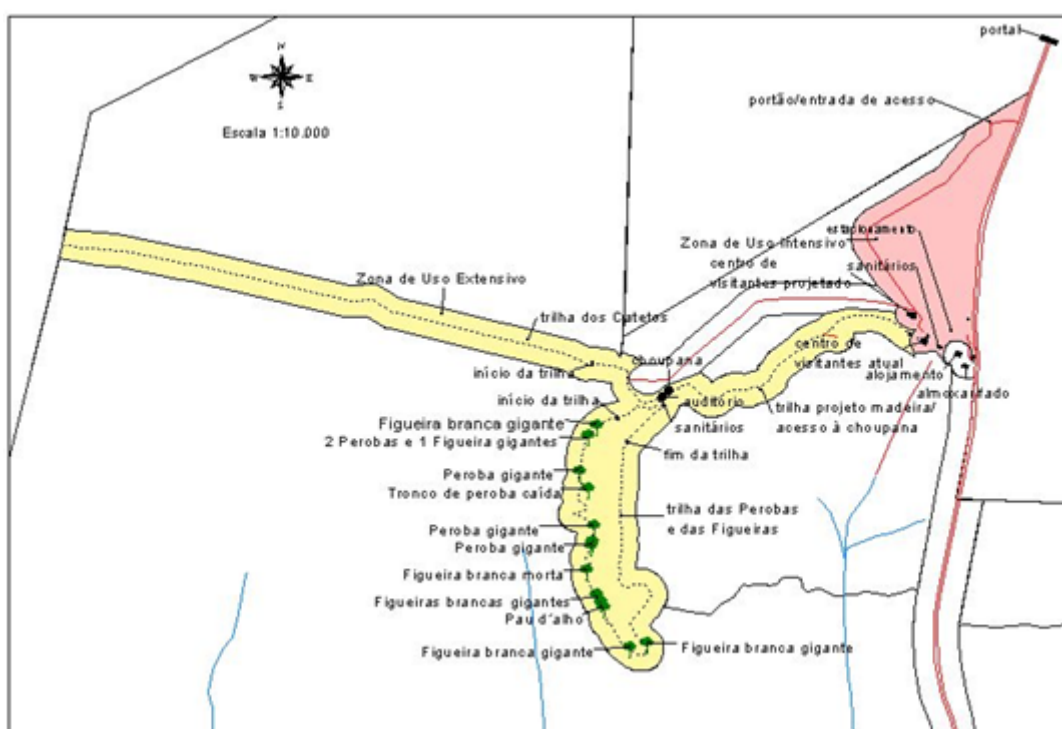 portal
N
W E
S
portão/entrada de acesso
Escala 1:10.000
estacionamento
Zona de Uso Intensivo
centro de
visitantes projetado
sanitários
Zona de Uso Extensivo
trilha dos Cutetos
centro de
visitantes atual
choupana
início da trilha
alojamento
almoxarifado
início da trilha
auditório
sanitários
trilha projeto madeira/
acesso à choupana
Figueira branca gigante
2 Perobas e 1 Figueira gigantes
fim da trilha
Peroba gigante
Tronco de peroba caída
trilha das Perobas
e das Figueiras
Peroba gigante
Peroba gigante
Figueira branca morta
Figueiras brancas gigantes
Pau d´alho
Figueira branca gigante
Figueira branca gigante